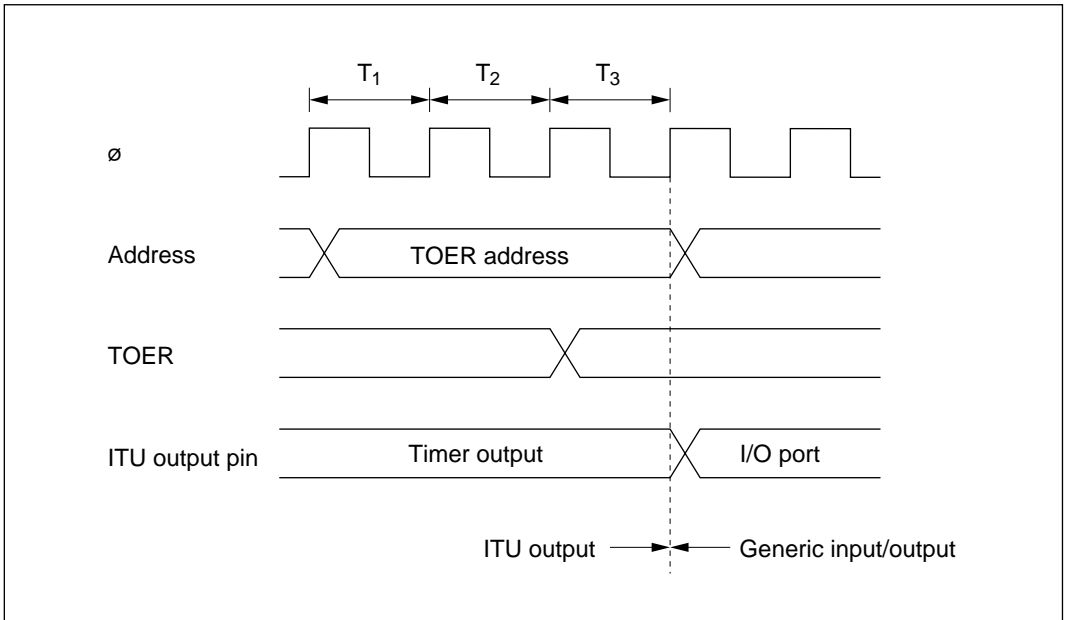 T1 T2 T3
ø
Address TOER address
TOER
ITU output pin Timer output I/O port
ITU output Generic input/output